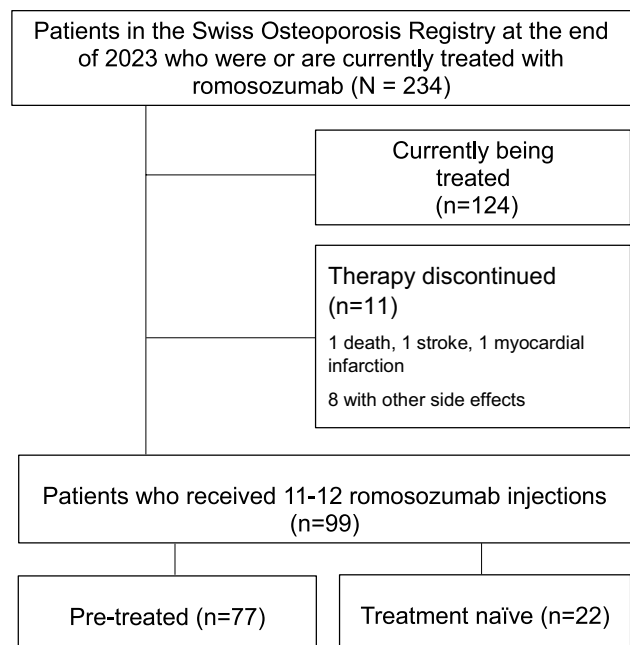 Patients in the Swiss Osteoporosis Registry at the end
of 2023 who were or are currently treated with
romosozumab (N = 234)
Currently being
treated
(n=124)
Therapy discontinued
(n=11)
1 death, 1 stroke, 1 myocardial
infarction
8 with other side effects
Patients who received 11-12 romosozumab injections
(n=99)
Pre-treated (n=77)
Treatment naïve (n=22)